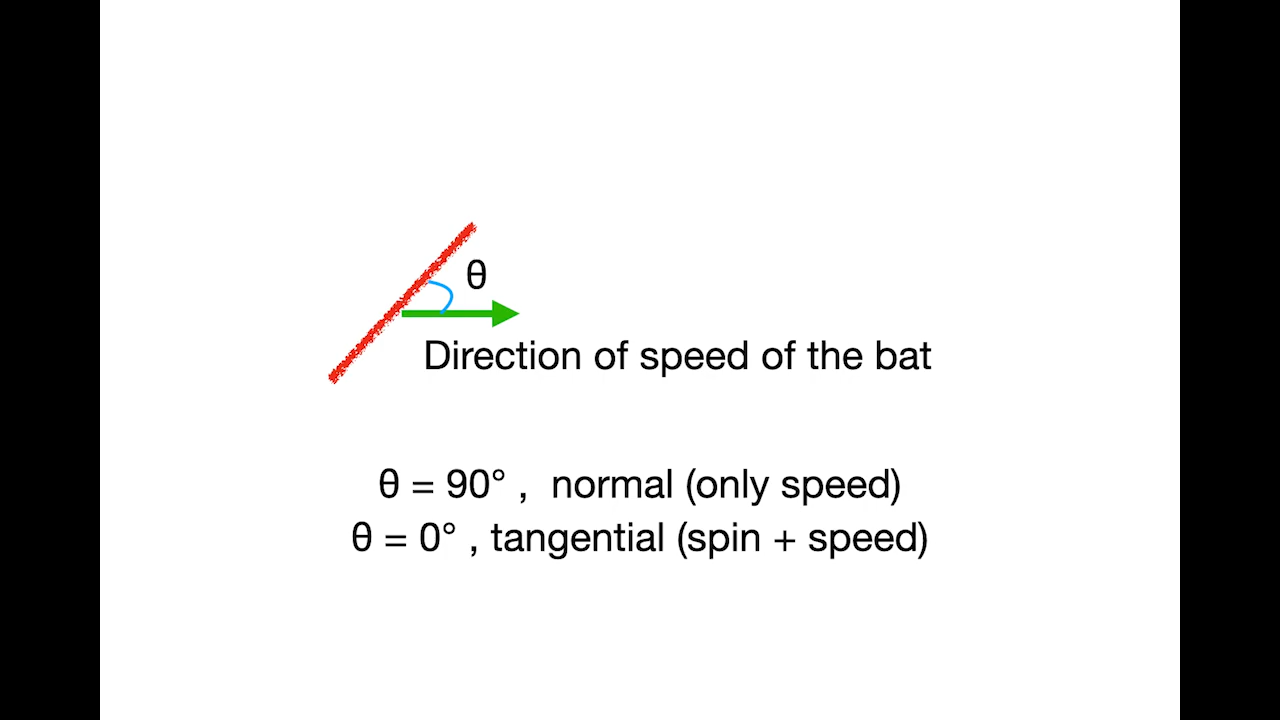 θ
Direction of speed of the bat
θ = 90° ,  normal (only speed)
θ = 0° , tangential (spin + speed)